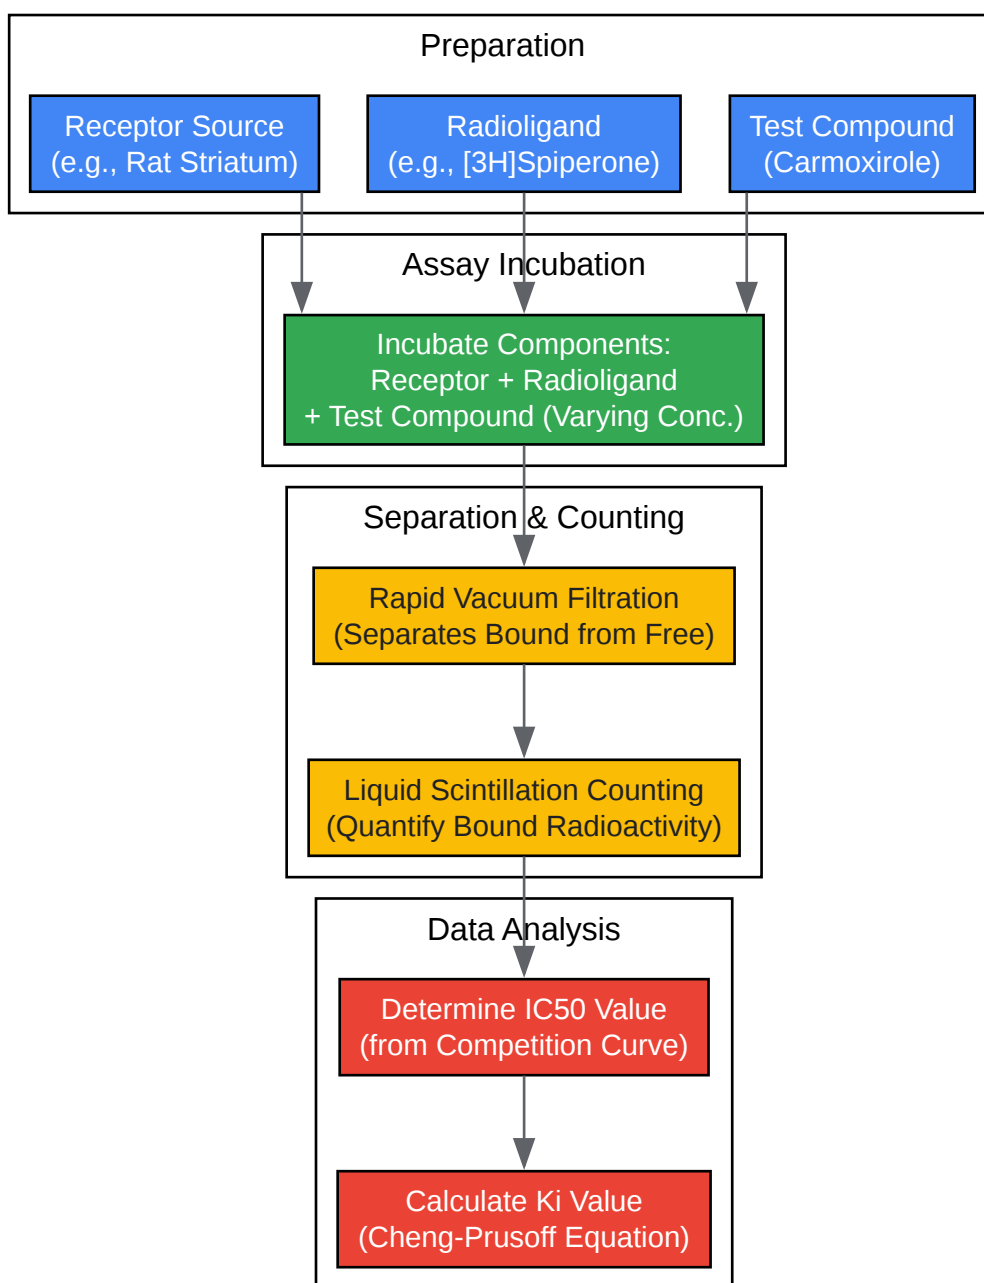 Preparation
Receptor Source
(e.g., Rat Striatum)
Radioligand
(e.g., [3H]Spiperone)
Test Compound
(Carmoxirole)
Assay Incubation
Incubate Components:
Receptor + Radioligand
+ Test Compound (Varying Conc.)
Separation & Counting
Rapid Vacuum Filtration
(Separates Bound from Free)
Liquid Scintillation Counting
(Quantify Bound Radioactivity)
Data Analysis
Determine IC50 Value
(from Competition Curve)
Calculate Ki Value
(Cheng-Prusoff Equation)